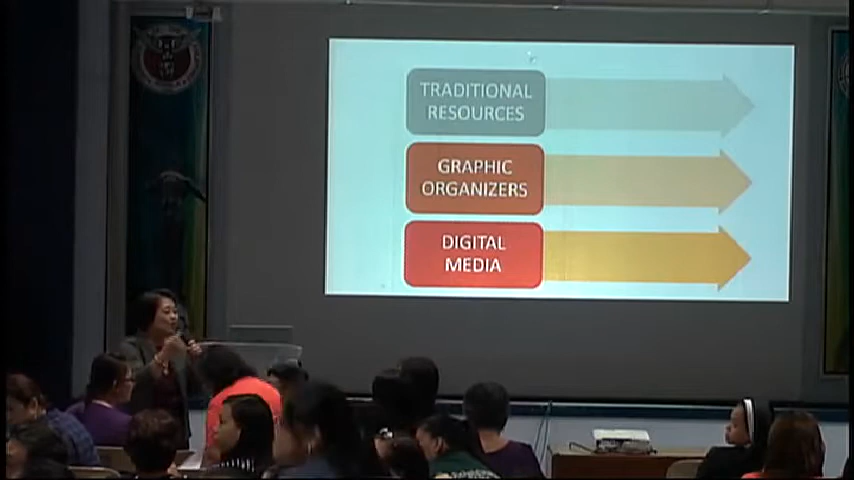 TRADITIONAL
RESOURCES
GRAPHIC
ORGANIZERS
DIGITAL
MEDIA